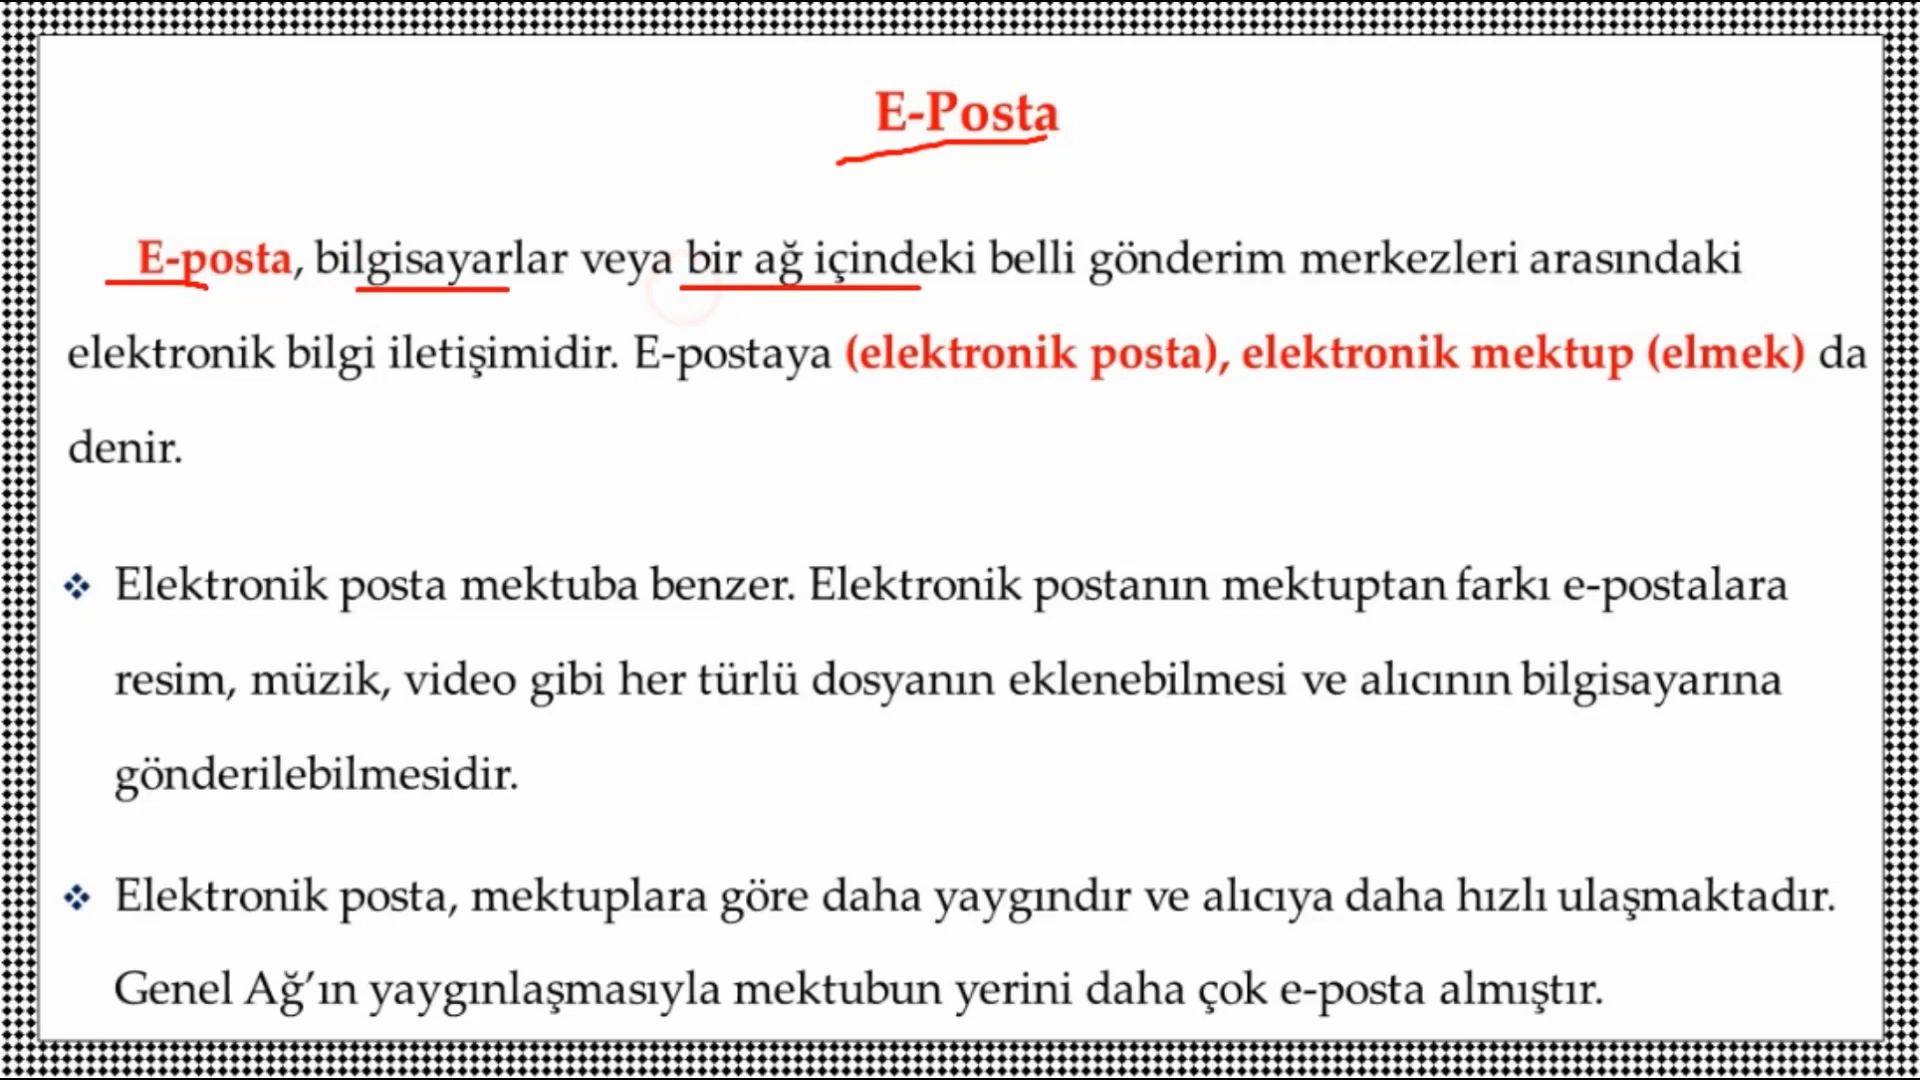 E-Posta
E-posta, bilgisayarlar veya bir ağ içindeki belli gönderim merkezleri arasındaki
elektronik bilgi iletişimidir. E-postaya (elektronik posta), elektronik mektup (elmek) da
denir.
❖ Elektronik posta mektuba benzer. Elektronik postanın mektuptan farkı e-postalara
resim, müzik, video gibi her türlü dosyanın eklenebilmesi ve alıcının bilgisayarına
gönderilebilmesidir.
❖ Elektronik posta, mektuplara göre daha yaygındır ve alıcıya daha hızlı ulaşmaktadır.
Genel Ağ’ın yaygınlaşmasıyla mektubun yerini daha çok e-posta almıştır.